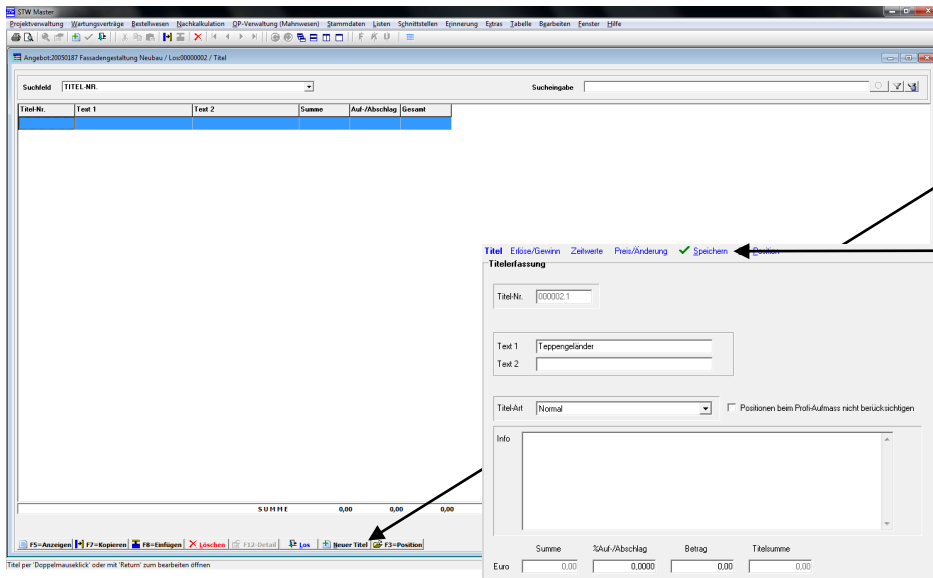 STW Master
Projektverwaltung Wartungsverträge Bestellwesen Nachkalkulation OP-Verwaltung (Mahnwesen) Stammdaten Listen Schnittstellen Erinnerung Extras Tabelle Bearbeiten Fenster Hilfe
F K U
Angebot:20050187 Fassadengestaltung Neubau / Los:00000002 / Titel
Suchfeld TITEL-NR. Sucheingabe
Titel-Nr. Text 1 Text 2 Summe Auf-/Abschlag Gesamt
Titel Erlöse/Gewinn Zeitwerte Preis/Änderung Speichern Position
Titelerfassung
Titel-Nr. 000002.1
Text 1 Teppengeländer
Text 2
Titel-Art Normal Positionen beim Profi-Aufmass nicht berücksichtigen
Info
SUMME 0,00 0,00 0,00
F5=Anzeigen F7=Kopieren F8=Einfügen Löschen F12-Detail Los Neuer Titel F3=Position
Summe %Auf-/Abschlag Betrag Titelsumme
Euro 0,00 0,0000 0,00 0,00
Titel per 'Doppelmauseklick' oder mit 'Return' zum bearbeiten öffnen